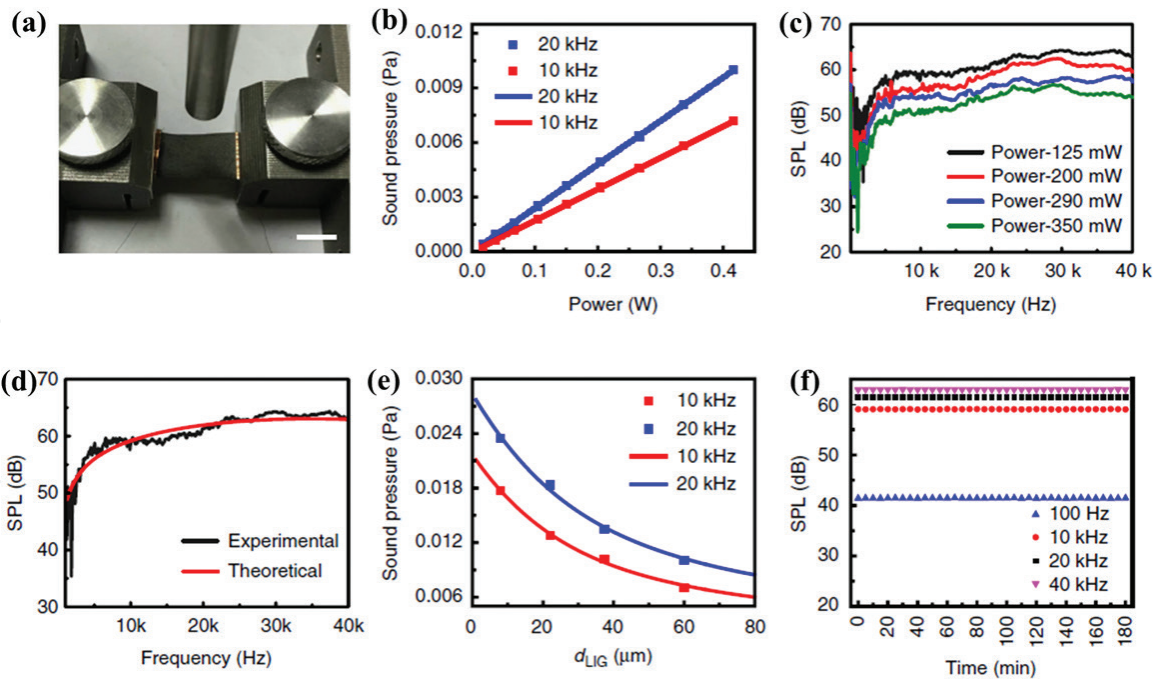 (a)
(b)
Sound pressure (Pa)
0.012
0.009
0.006
0.003
0.000
20 kHz
10 kHz
20 kHz
10 kHz
0.0 0.1 0.2 0.3 0.4
Power (W)
(c)
SPL (dB)
70
60
50
40
30
20
Power-125 mW
Power-200 mW
Power-290 mW
Power-350 mW
10 k 20 k 30 k 40 k
Frequency (Hz)
(d)
SPL (dB)
70
60
50
40
30
Experimental
Theoretical
10k 20k 30k 40k
Frequency (Hz)
(e)
Sound pressure (Pa)
0.030
0.024
0.018
0.012
0.006
10 kHz
20 kHz
10 kHz
20 kHz
0 20 40 60 80
dLIG (μm)
(f)
SPL (dB)
60
50
40
30
20
100 Hz
10 kHz
20 kHz
40 kHz
0 20 40 60 80 100 120 140 160 180
Time (min)